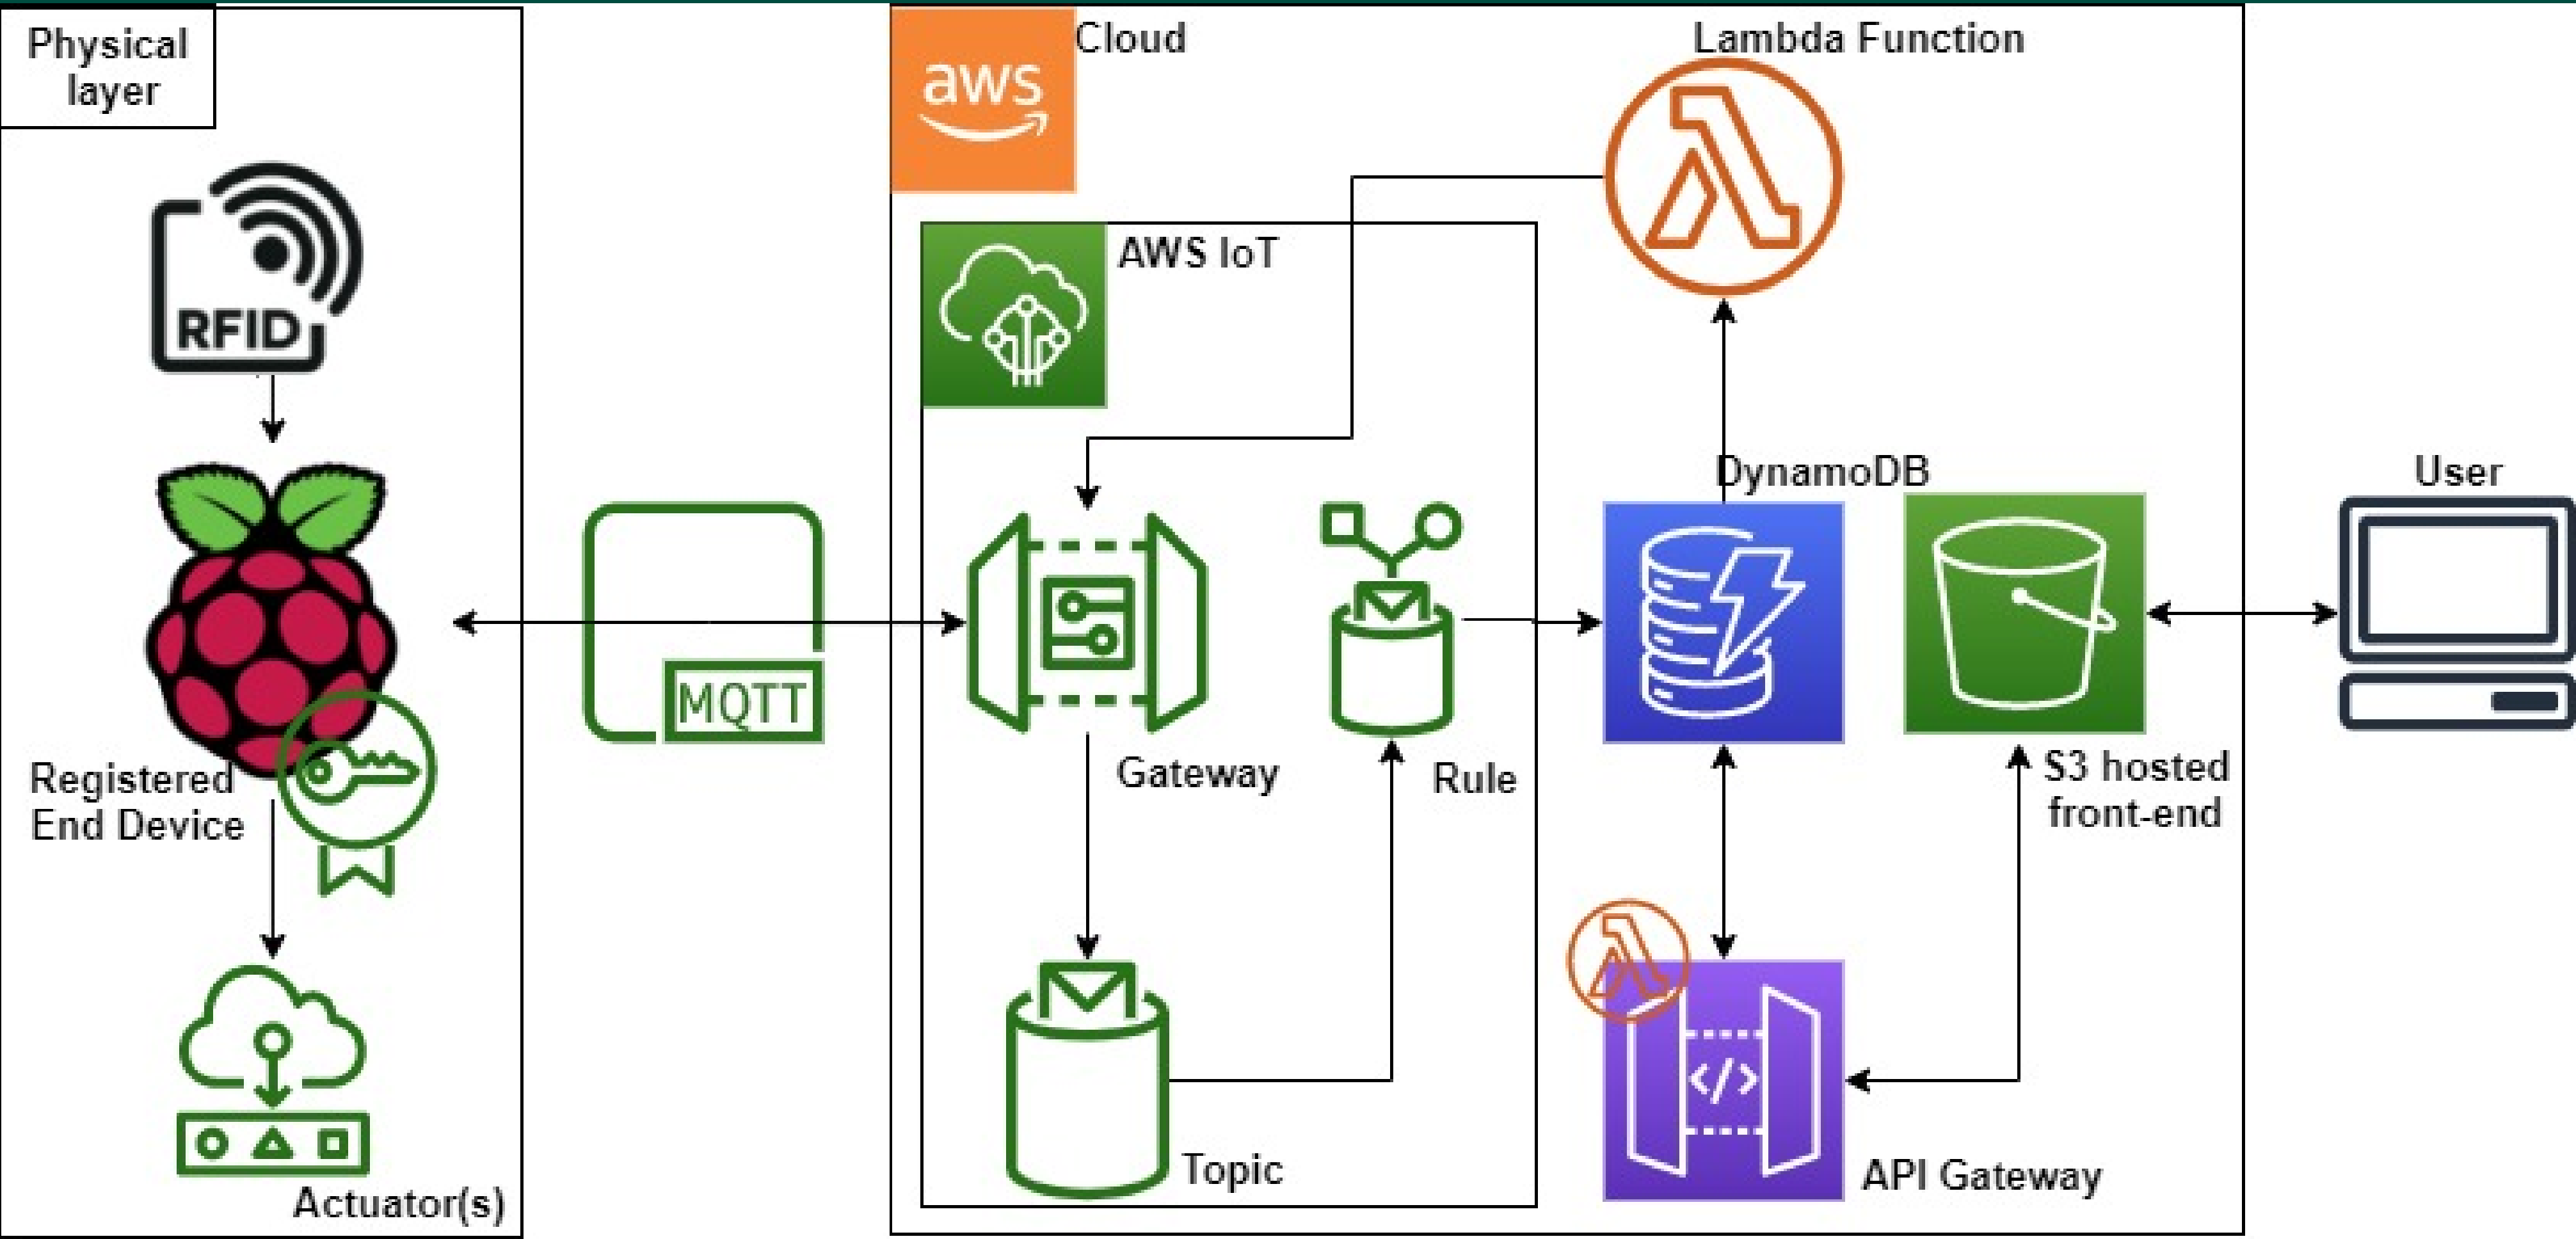 Physical
layer
RFID
Registered
End Device
Actuator(s)
MQTT
aws
Cloud
AWS IoT
Gateway
Topic
Rule
Lambda Function
DynamoDB
S3 hosted
front-end
</>
API Gateway
User